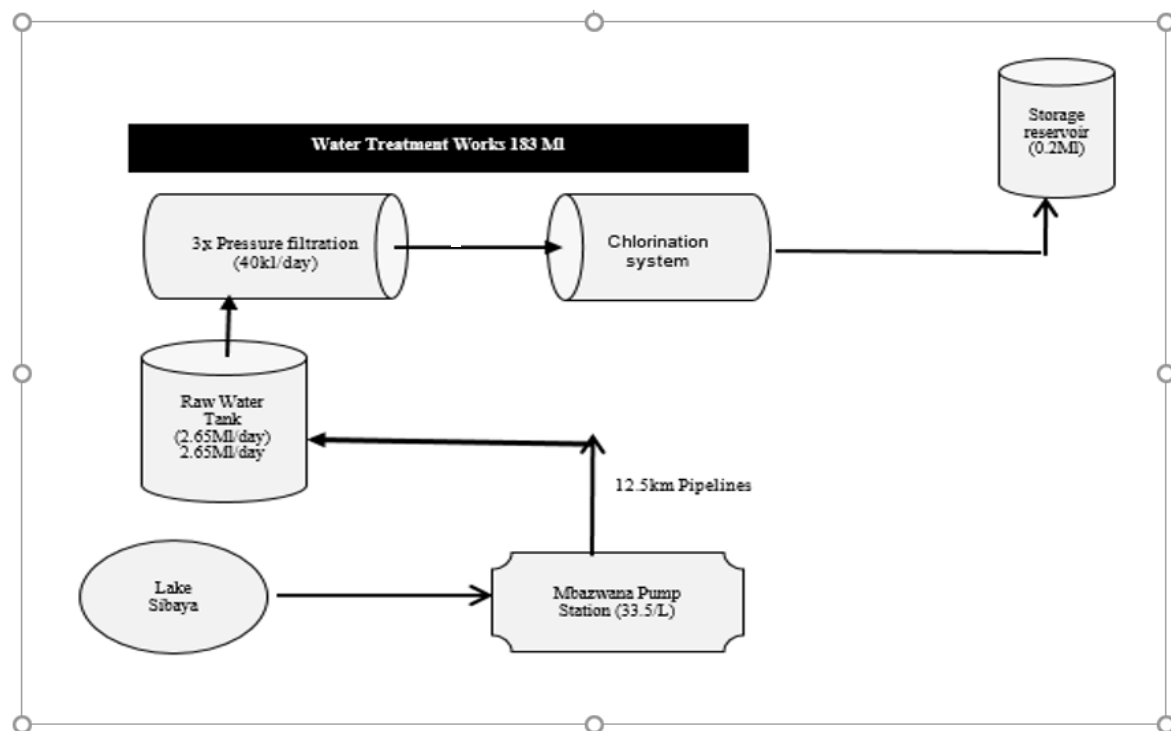 Water Treatment Works 183 Ml
Storage
reservoir
(0.2Ml)
3x Pressure filtration
(40kl/day)
Chlorination
system
Raw Water
Tank
(2.65Ml/day)
2.65Ml/day
12.5km Pipelines
Lake
Sibaya
Mbazwana Pump
Station (33.5/L)